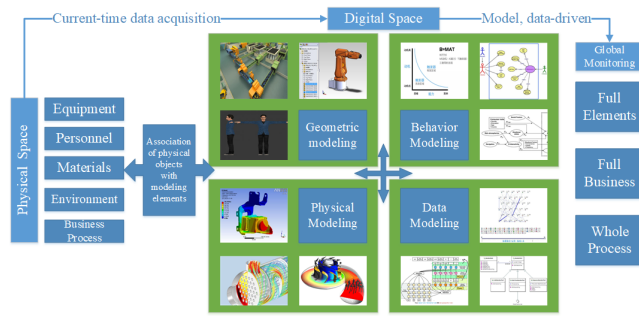 Current-time data acquisition
Digital Space
Model, data-driven
Global
Monitoring
Physical Space
Equipment
Personnel
Materials
Environment
Business
Process
Association
of physical
objects
with
modeling
elements
Geometric
modeling
B=MAT
Behavior
Modeling
Physical
Modeling
Data
Modeling
Full
Elements
Full
Business
Whole
Process